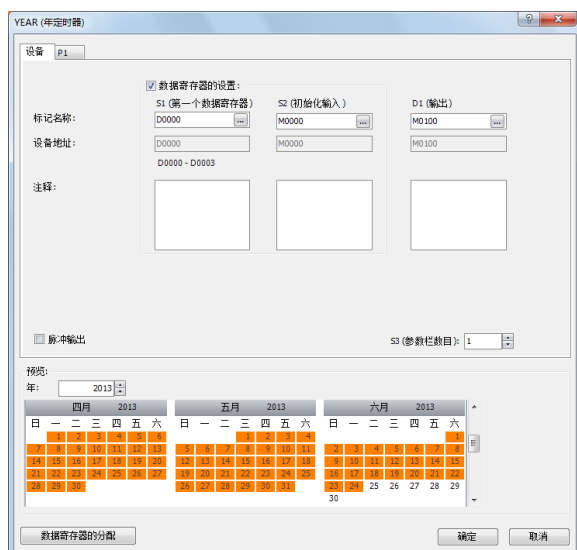 YEAR (年定时器)
设备 P1
数据寄存器的设置:
S1 (第一个数据寄存器) S2 (初始化输入) D1 (输出)
标记名称: D0000 ... M0000 ... M0100 ...
设备地址: D0000 M0000 M0100
D0000 - D0003
注释:
脉冲输出 S3 (参数栏数目): 1
预览:
年: 2013
四月 2013 五月 2013 六月 2013
日 一 二 三 四 五 六 日 一 二 三 四 五 六 日 一 二 三 四 五 六
1 2 3 4 5 6 1 2 3 4 1
7 8 9 10 11 12 13 5 6 7 8 9 10 11 2 3 4 5 6 7 8
14 15 16 17 18 19 20 12 13 14 15 16 17 18 9 10 11 12 13 14 15
21 22 23 24 25 26 27 19 20 21 22 23 24 25 16 17 18 19 20 21 22
28 29 30 26 27 28 29 30 31 23 24 25 26 27 28 29
30
数据寄存器的分配 确定 取消